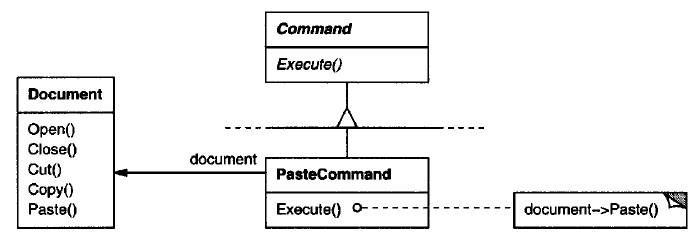 Command
Execute()
Document
Open()
Close()
Cut()
Copy()
Paste()
document
PasteCommand
Execute()
document->Paste()